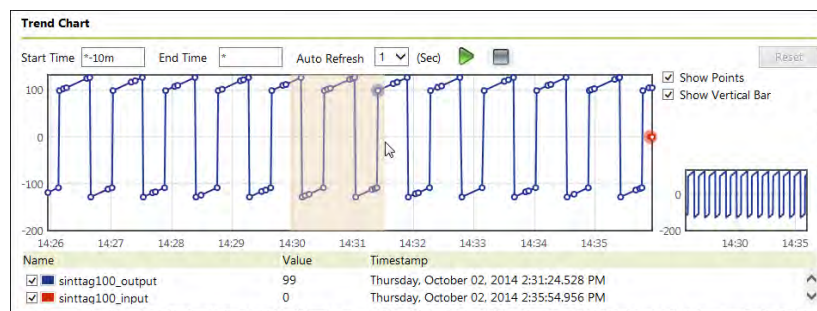 Trend Chart
Start Time *-10m End Time * Auto Refresh 1 (Sec) Reset
Show Points
Show Vertical Bar
100
0
-100
-200
14:26 14:27 14:28 14:29 14:30 14:31 14:32 14:33 14:34 14:35
0
-200
14:30 14:35
Name Value Timestamp
sinttag100_output 99 Thursday, October 02, 2014 2:31:24.528 PM
sinttag100_input 0 Thursday, October 02, 2014 2:35:54.956 PM